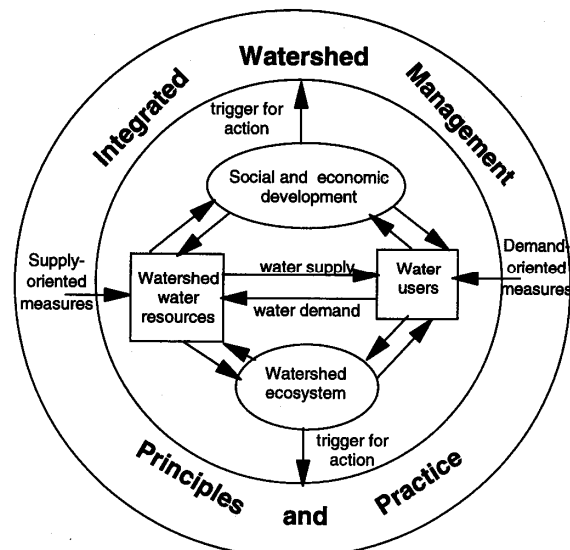 Integrated Watershed Management
trigger for
action
Social and economic
development
Supply-
oriented
measures
Watershed
water
resources
water supply
water demand
Water
users
Demand-
oriented
measures
Watershed
ecosystem
trigger for
action
Principles and Practice